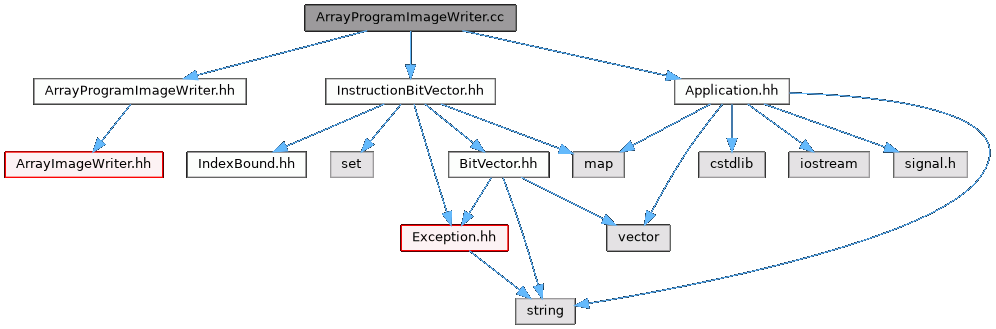 ArrayProgramImageWriter.cc
ArrayProgramImageWriter.hh
InstructionBitVector.hh
Application.hh
ArrayImageWriter.hh
IndexBound.hh
set
BitVector.hh
map
cstdlib
iostream
signal.h
Exception.hh
vector
string